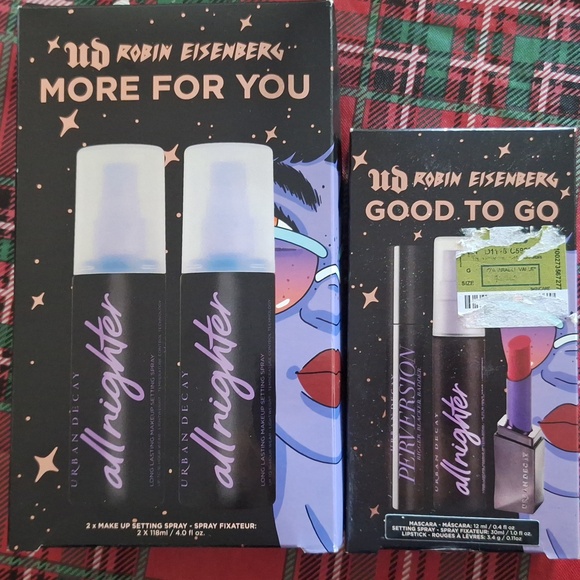 UD ROBIN EISENBERG
MORE FOR YOU
URBAN DECAY
all nighter
LONG LASTING MAKEUP SETTING SPRAY
URBAN DECAY
all nighter
LONG LASTING MAKEUP SETTING SPRAY
2 x MAKE UP SETTING SPRAY - SPRAY FIXATEUR:
2 X 118ml / 4.0 fl oz.
UD ROBIN EISENBERG
GOOD TO GO
SIZE
PERVERSION
URBAN DECAY
all nighter
URBAN DECAY
MASCARA - MÁSCARA: 12 ml / 0.4 fl oz
SETTING SPRAY - SPRAY FIXATEUR: 30ml / 1.0 fl oz.
LIPSTICK - ROUGES À LÈVRES: 3.4 g / 0.11oz